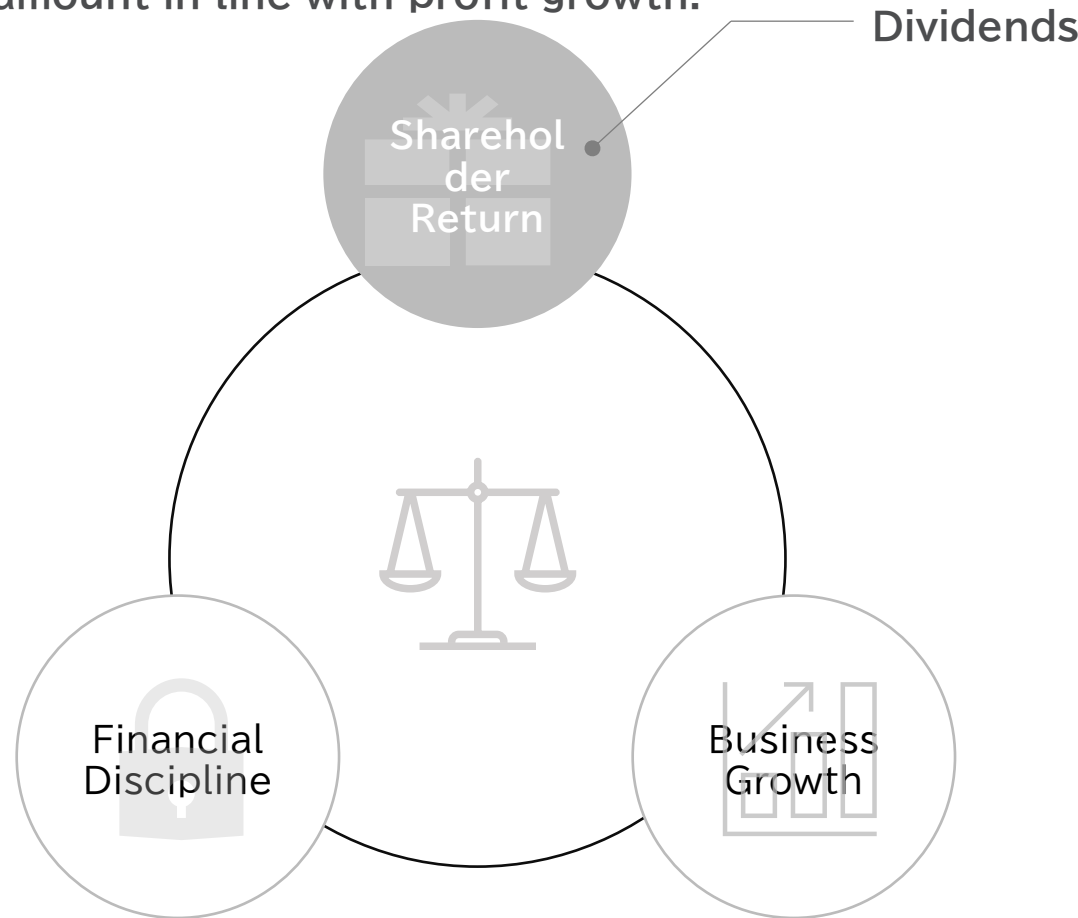 amount in line with profit growth.
Dividends
Sharehol
der
Return
Financial
Discipline
Business
Growth